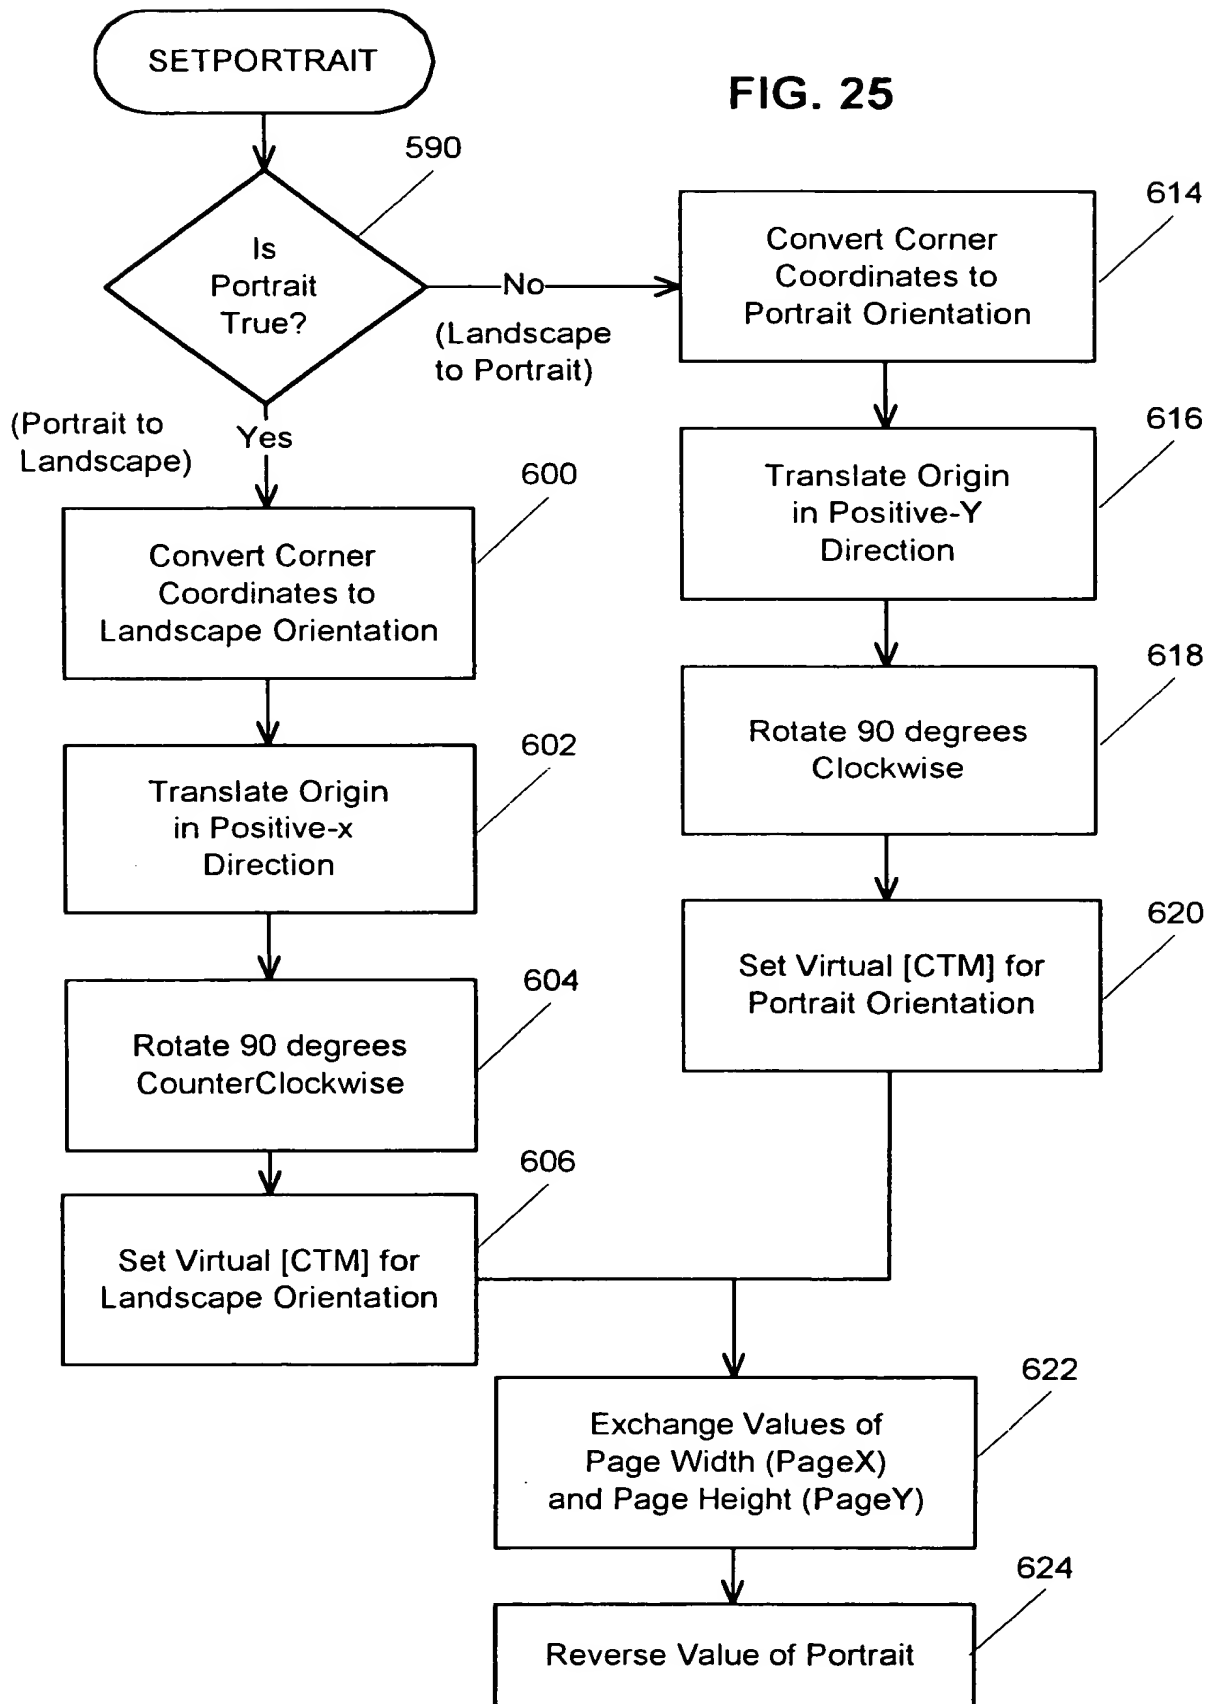 SETPORTRAIT
FIG. 25
590
Is
Portrait
True?
No
(Landscape
to Portrait)
(Portrait to
Landscape)
Yes
600
Convert Corner
Coordinates to
Landscape Orientation
602
Translate Origin
in Positive-x
Direction
604
Rotate 90 degrees
CounterClockwise
606
Set Virtual [CTM] for
Landscape Orientation
614
Convert Corner
Coordinates to
Portrait Orientation
616
Translate Origin
in Positive-Y
Direction
618
Rotate 90 degrees
Clockwise
620
Set Virtual [CTM] for
Portrait Orientation
622
Exchange Values of
Page Width (PageX)
and Page Height (PageY)
624
Reverse Value of Portrait